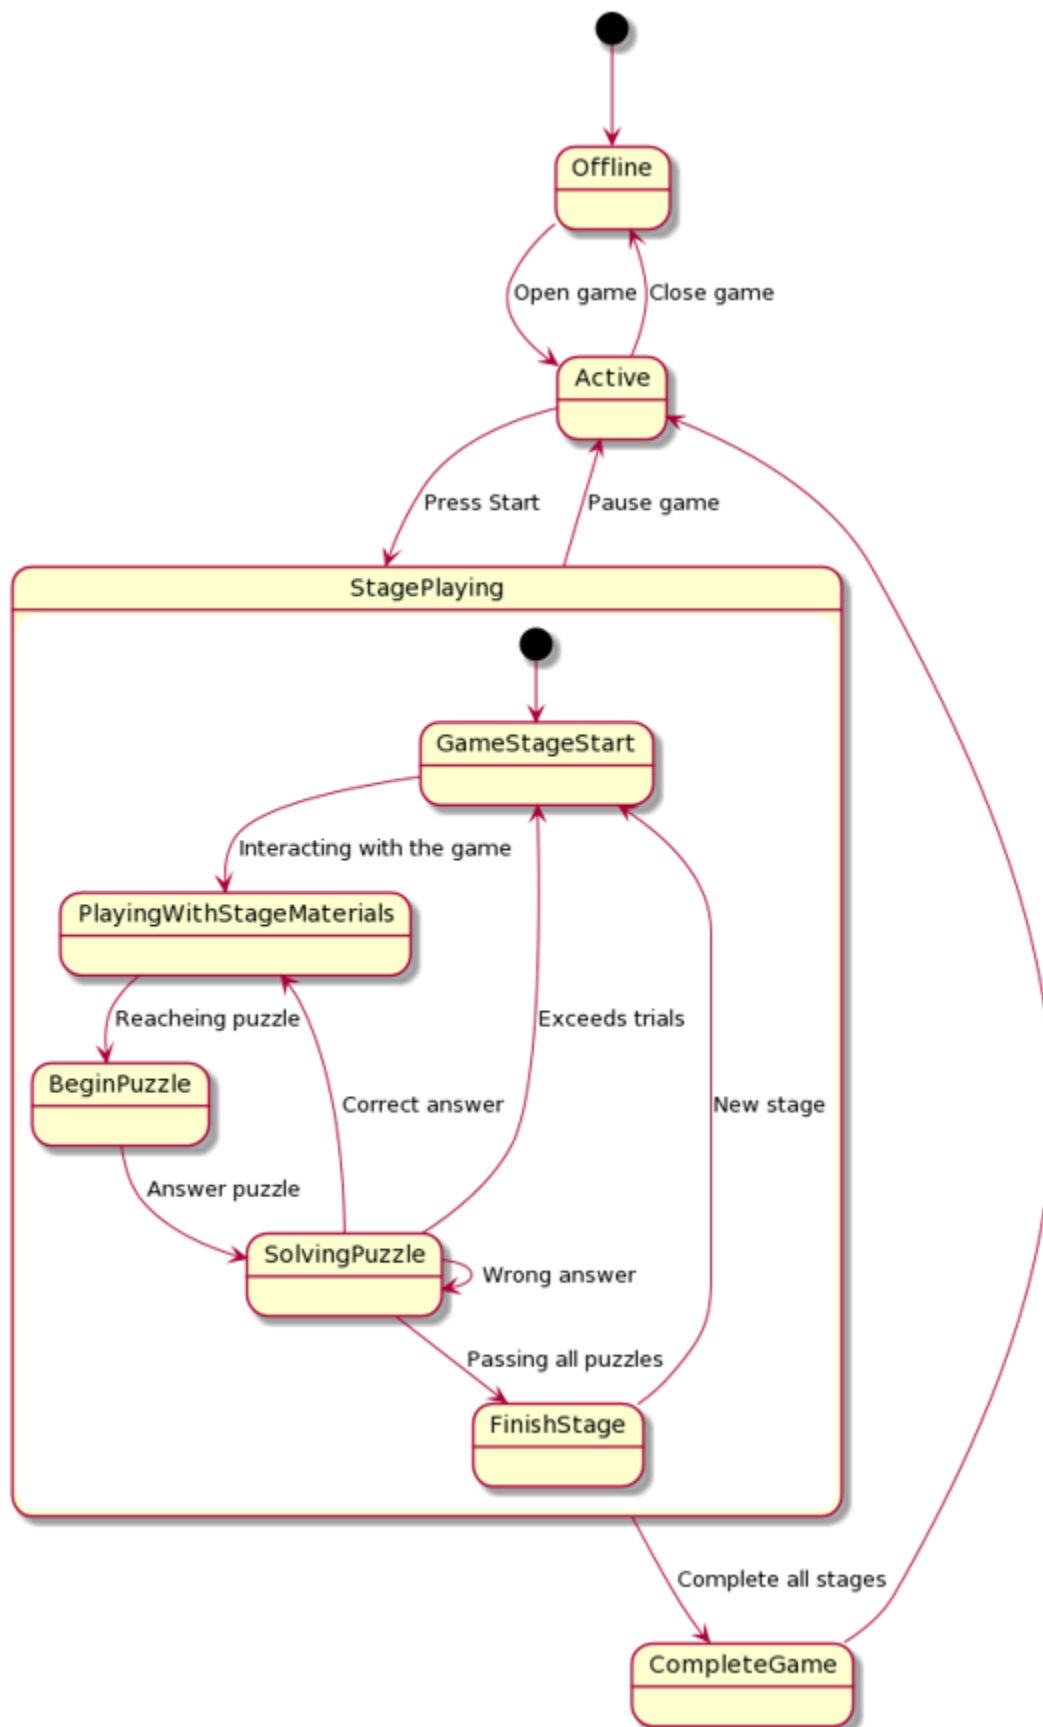 Offline
Open game
Close game
Active
Press Start
Pause game
StagePlaying
GameStageStart
Interacting with the game
PlayingWithStageMaterials
Reacheing puzzle
Exceeds trials
BeginPuzzle
Correct answer
New stage
Answer puzzle
SolvingPuzzle
Wrong answer
Passing all puzzles
FinishStage
Complete all stages
CompleteGame